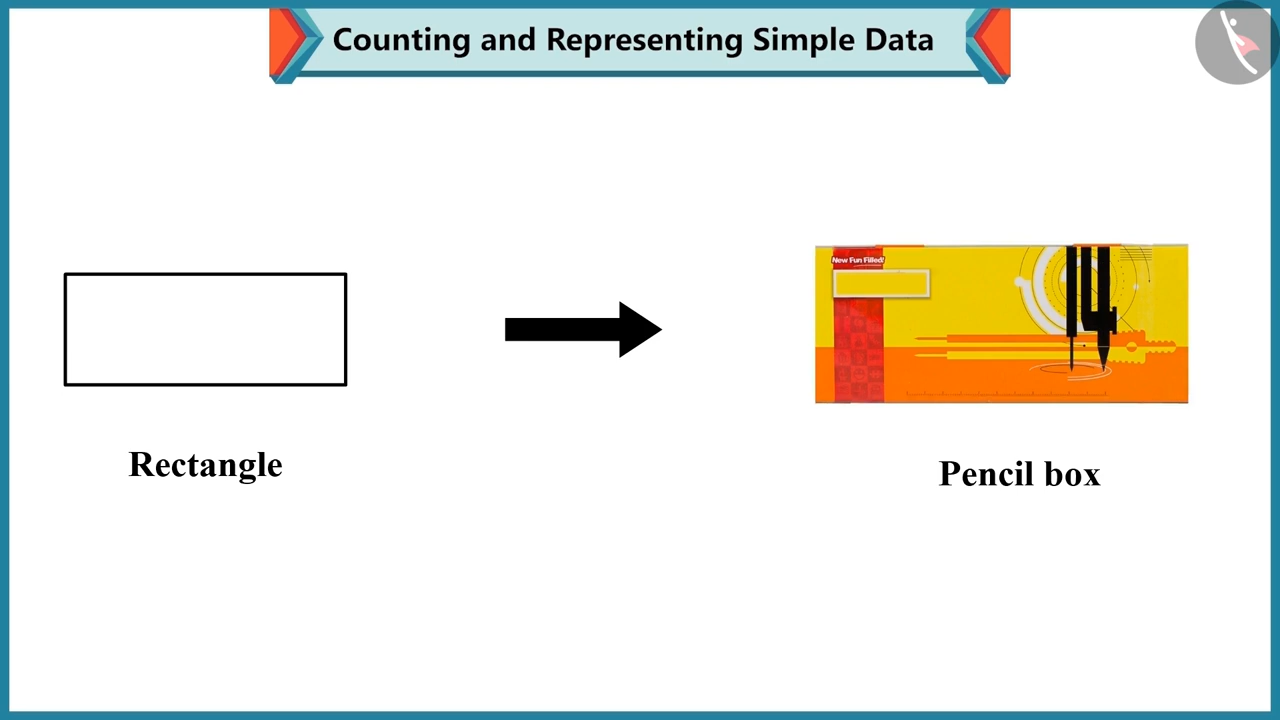 Counting and Representing Simple Data
New Fun Filled!
Rectangle
Pencil box